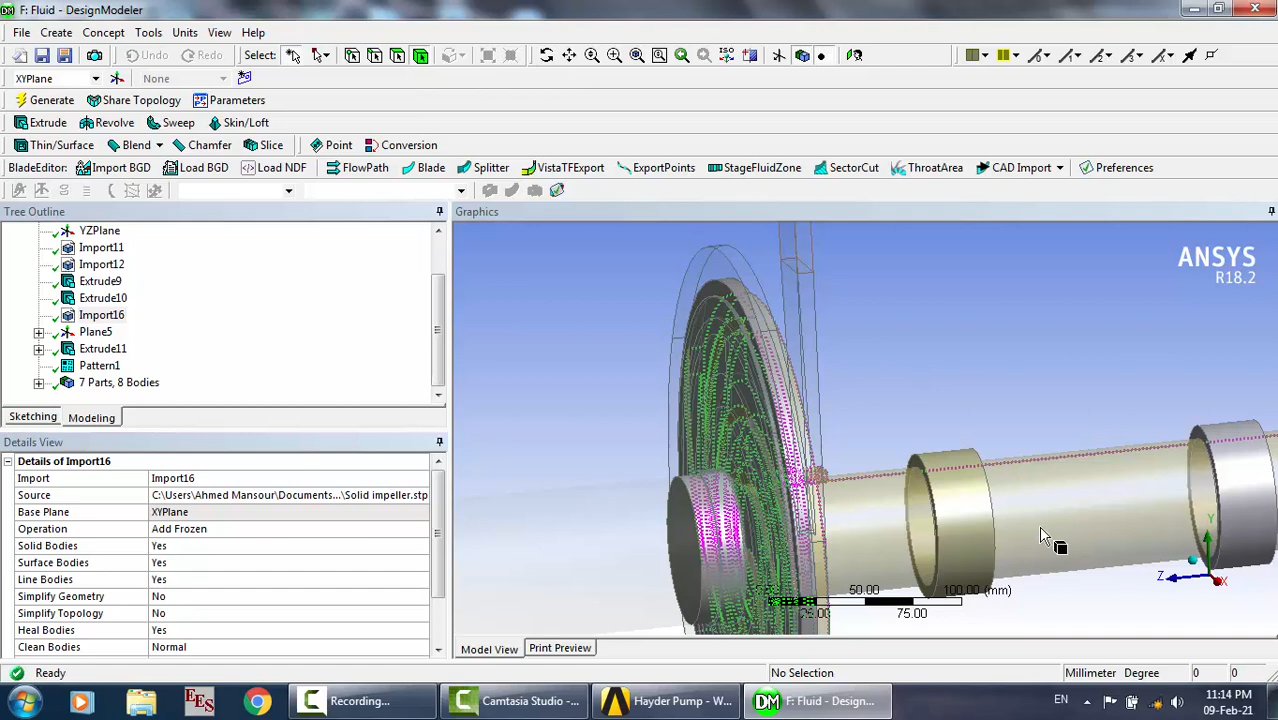 F: Fluid - DesignModeler
File Create Concept Tools Units View Help
Undo Redo Select:
XYPlane None
Generate Share Topology Parameters
Extrude Revolve Sweep Skin/Loft
Thin/Surface Blend Chamfer Slice Point Conversion
BladeEditor: Import BGD Load BGD Load NDF FlowPath Blade Splitter VistaTFExport ExportPoints StageFluidZone SectorCut ThroatArea CAD Import Preferences
Tree Outline
YZPlane
Import11
Import12
Extrude9
Extrude10
Import16
Plane5
Extrude11
Pattern1
7 Parts, 8 Bodies
Sketching Modeling
Details View
Details of Import16
Import Import16
Source C:\Users\Ahmed Mansour\Documents...\Solid impeller.stp
Base Plane XYPlane
Operation Add Frozen
Solid Bodies Yes
Surface Bodies Yes
Line Bodies Yes
Simplify Geometry No
Simplify Topology No
Heal Bodies Yes
Clean Bodies Normal
Graphics
ANSYS
R18.2
Y
Z
X
50.00 100.00 (mm)
25.00 75.00
Model View Print Preview
Ready No Selection Millimeter Degree 0 0
EES Recording... Camtasia Studio -... Hayder Pump - W... DM F: Fluid - Design... EN 11:14 PM
09-Feb-21